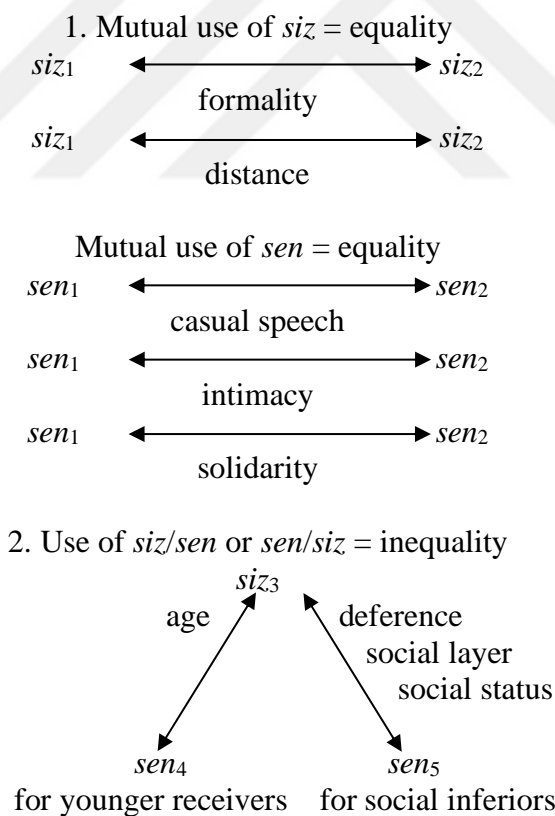 1. Mutual use of siz = equality
siz1 siz2
formality
siz1 siz2
distance
Mutual use of sen = equality
sen1 sen2
casual speech
sen1 sen2
intimacy
sen1 sen2
solidarity
2. Use of siz/sen or sen/siz = inequality
siz3
age deference
social layer
social status
sen4 sen5
for younger receivers for social inferiors